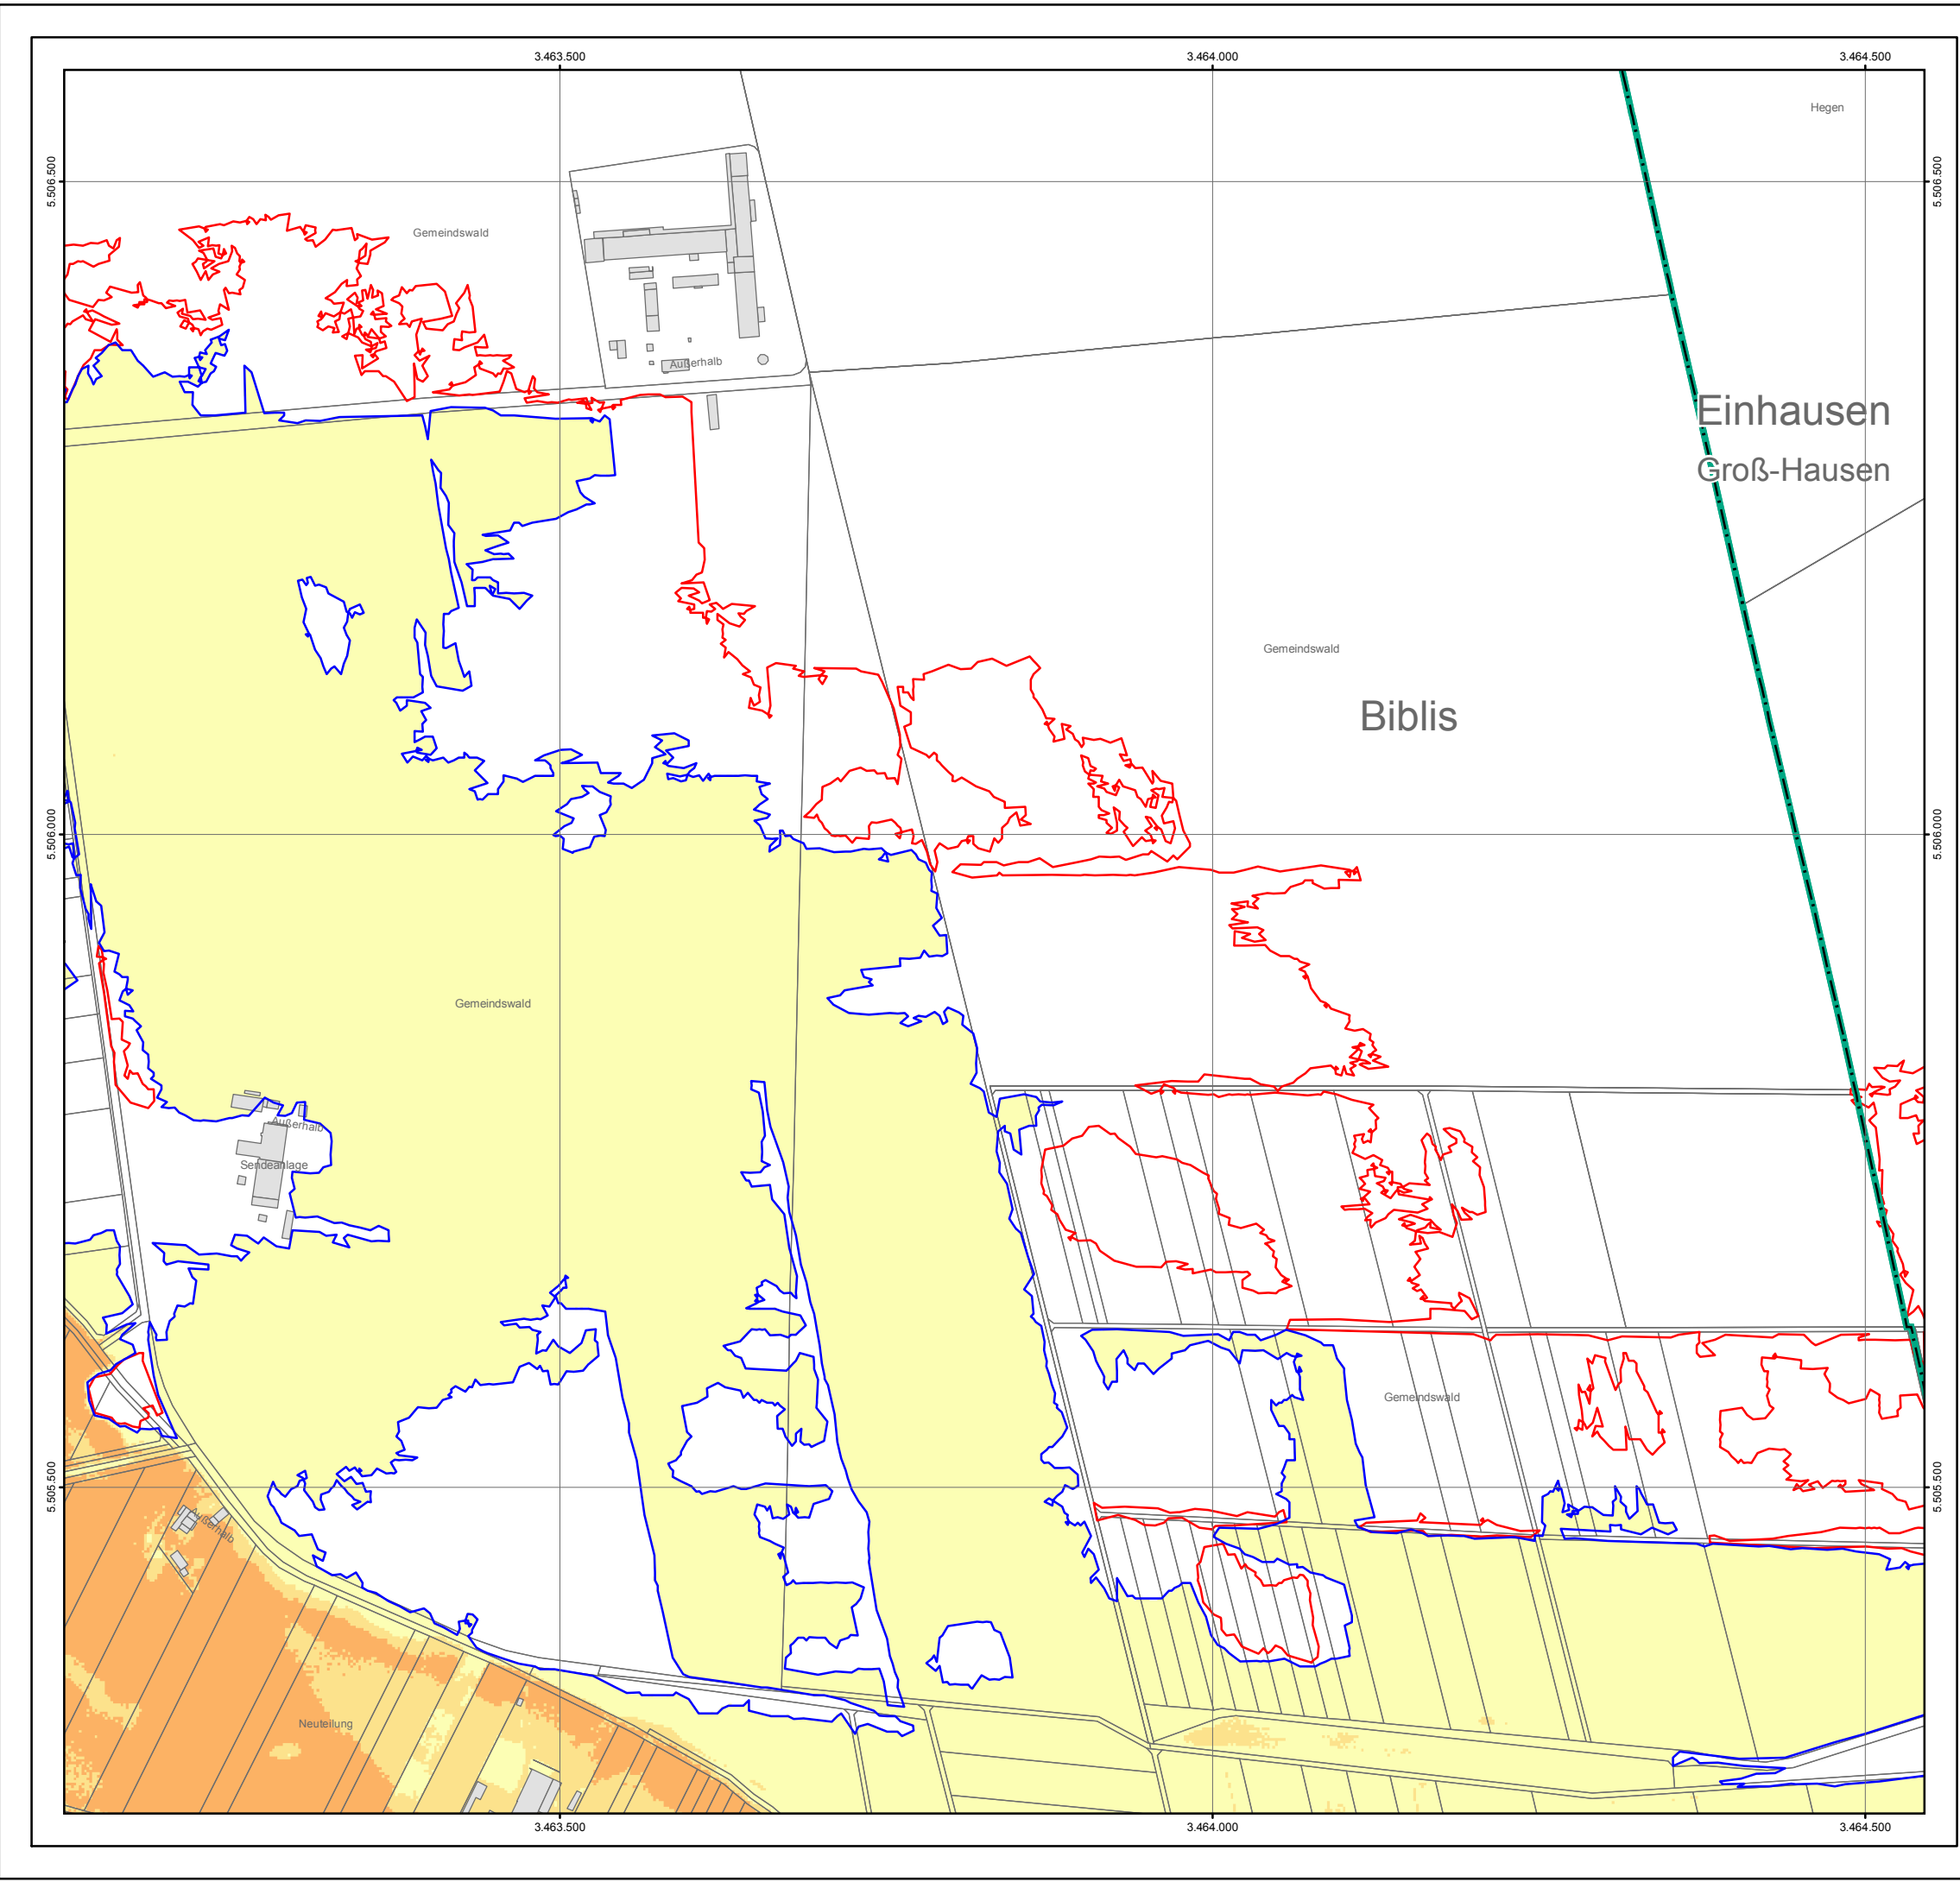 3.463.500
3.464.000
3.464.500
Hegen
5.506.500
5.506.500
Gemeindswald
Außerhalb
Einhausen
Groß-Hausen
Gemeindswald
Biblis
5.506.000
5.506.000
Gemeindswald
Außerhalb
Sendeanlage
Gemeindswald
5.505.500
5.505.500
Außerhalb
Neuteilung
3.463.500
3.464.000
3.464.500